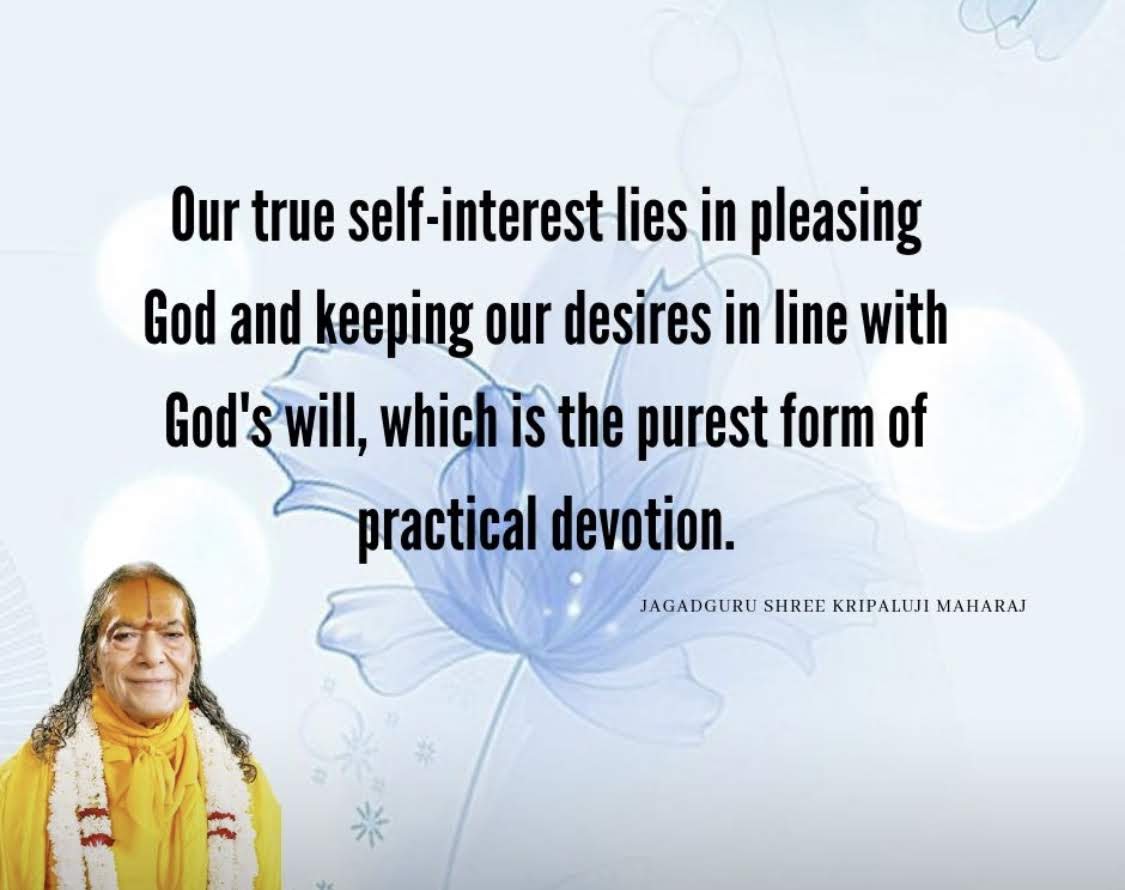 Our true self-interest lies in pleasing
God and keeping our desires in line with
God's will, which is the purest form of
practical devotion.
JAGADGURU SHREE KRIPALUJI MAHARAJ